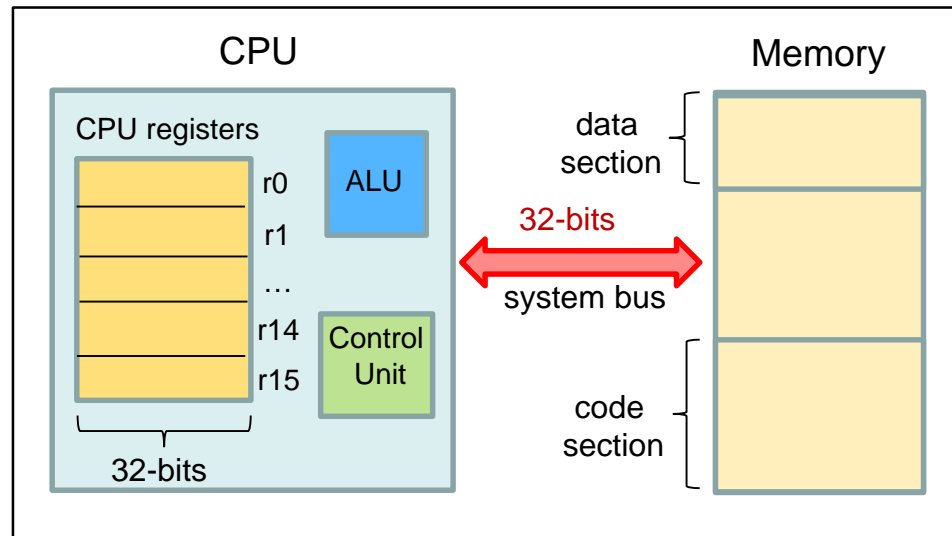 CPU
Memory
CPU registers
r0
r1
…
r14
r15
32-bits
ALU
Control
Unit
32-bits
system bus
data
section
code
section